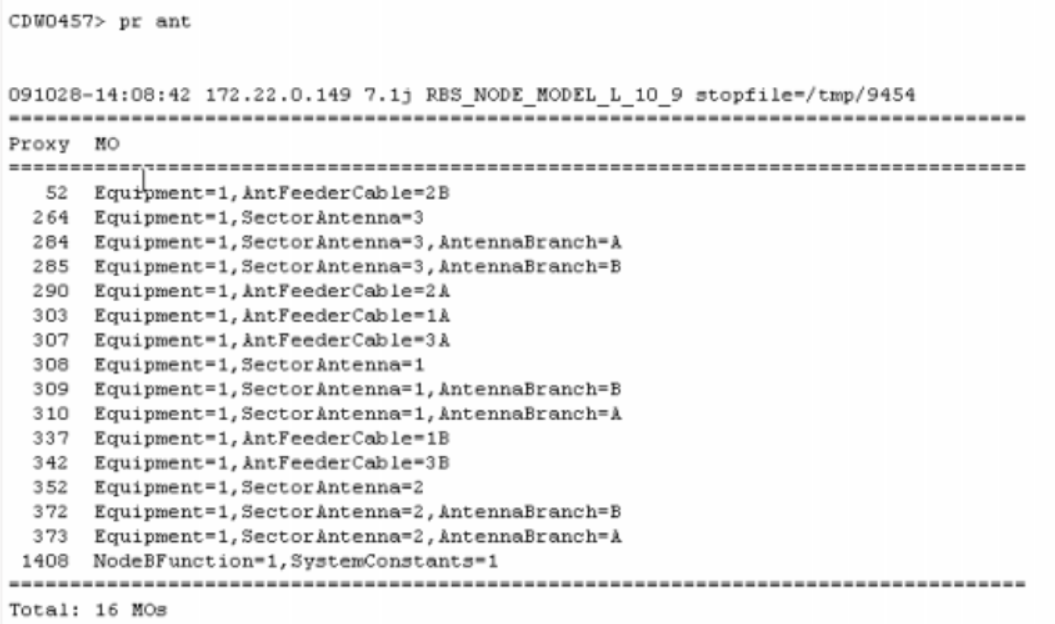 CDW0457> pr ant
091028-14:08:42 172.22.0.149 7.1j RBS_NODE_MODEL_L_10_9 stopfile=/tmp/9454
===================================================================================
Proxy  MO
===================================================================================
   52  Equipment=1,AntFeederCable=2B
  264  Equipment=1,SectorAntenna=3
  284  Equipment=1,SectorAntenna=3,AntennaBranch=A
  285  Equipment=1,SectorAntenna=3,AntennaBranch=B
  290  Equipment=1,AntFeederCable=2A
  303  Equipment=1,AntFeederCable=1A
  307  Equipment=1,AntFeederCable=3A
  308  Equipment=1,SectorAntenna=1
  309  Equipment=1,SectorAntenna=1,AntennaBranch=B
  310  Equipment=1,SectorAntenna=1,AntennaBranch=A
  337  Equipment=1,AntFeederCable=1B
  342  Equipment=1,AntFeederCable=3B
  352  Equipment=1,SectorAntenna=2
  372  Equipment=1,SectorAntenna=2,AntennaBranch=B
  373  Equipment=1,SectorAntenna=2,AntennaBranch=A
 1408  NodeBFunction=1,SystemConstants=1
===================================================================================
Total: 16 MOs